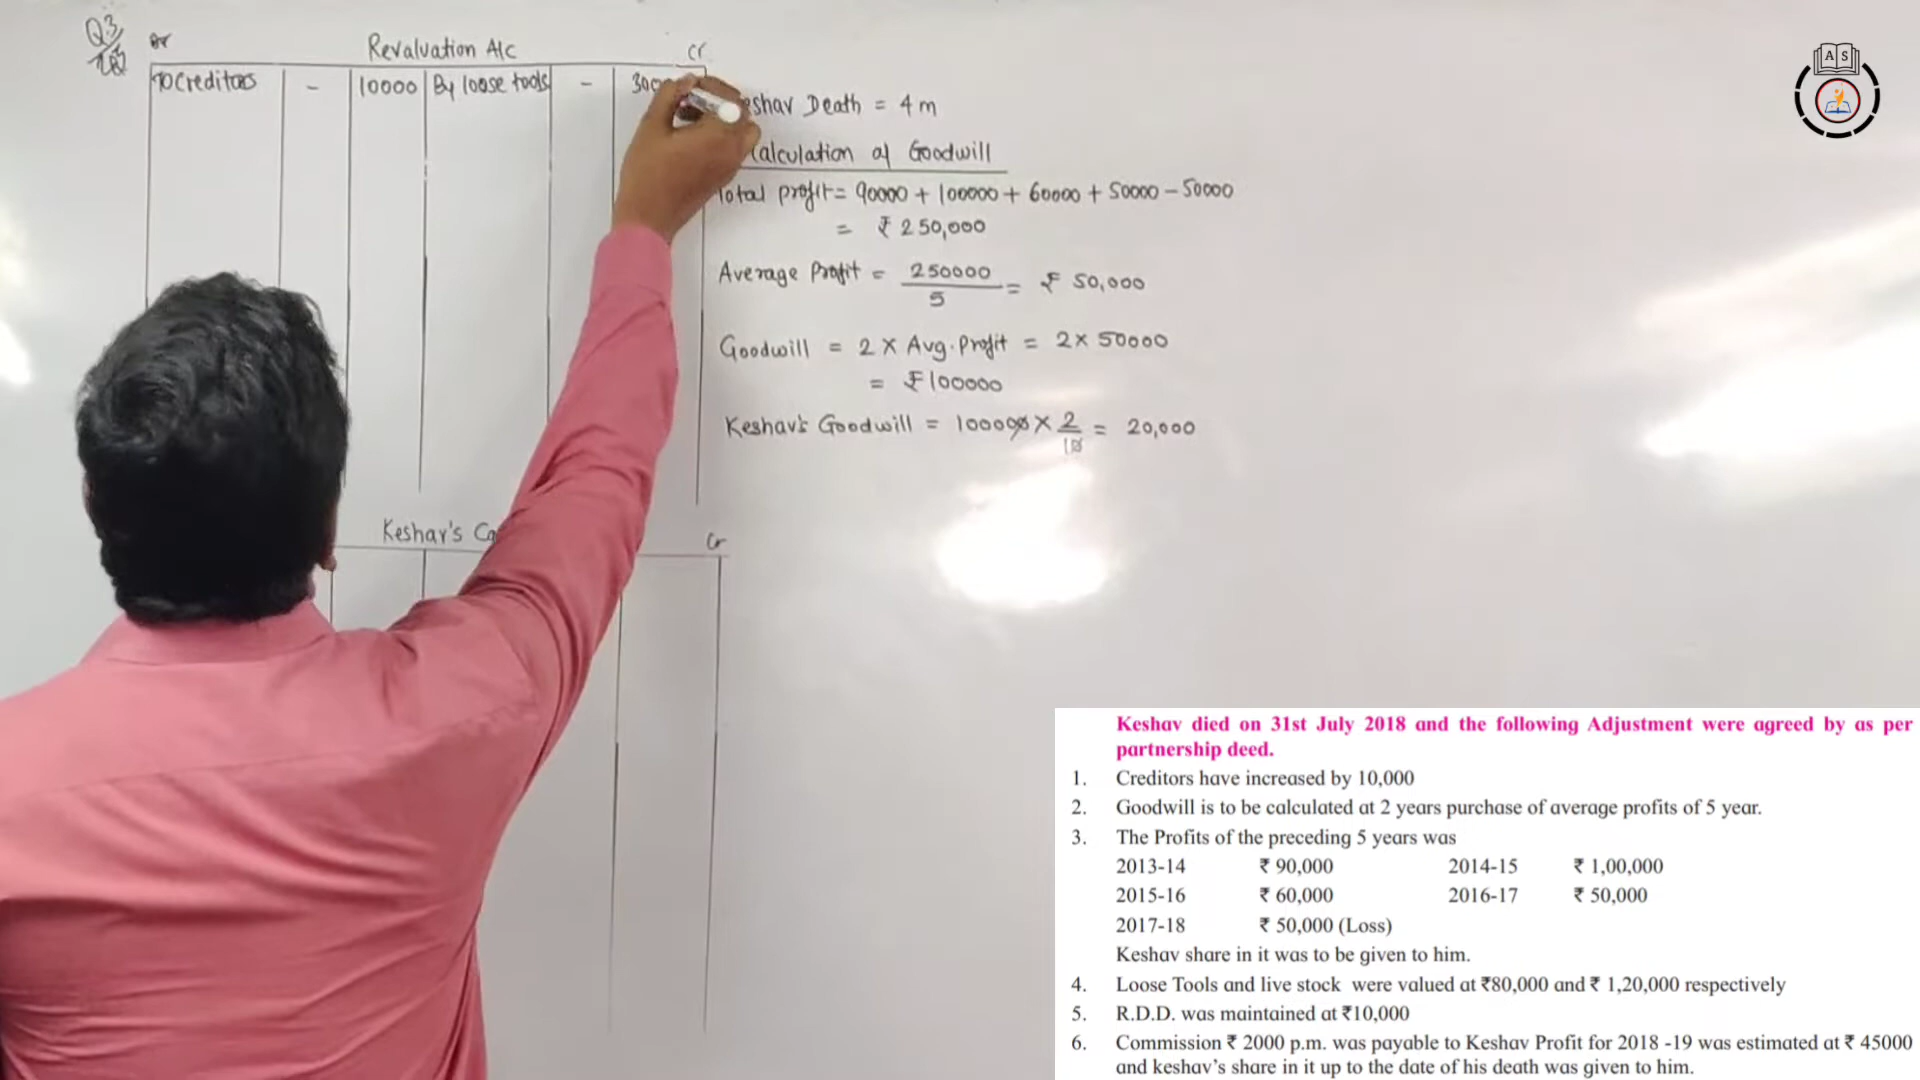 Q3
Dr Revaluation A/c Cr
To Creditors - 10000 By loose tools - 300
Keshav's
Cr
eshav Death = 4 m
alculation of Goodwill
Total profit = 90000 + 100000 + 60000 + 50000 - 50000
= ₹ 250,000
Average Profit = 250000
5
= ₹ 50,000
Goodwill = 2 X Avg. Profit = 2 x 50000
= ₹ 100000
Keshav's Goodwill = 100000 X 2 = 20,000
10
AS
Keshav died on 31st July 2018 and the following Adjustment were agreed by as per
partnership deed.
1. Creditors have increased by 10,000
2. Goodwill is to be calculated at 2 years purchase of average profits of 5 year.
3. The Profits of the preceding 5 years was
2013-14 ₹ 90,000 2014-15 ₹ 1,00,000
2015-16 ₹ 60,000 2016-17 ₹ 50,000
2017-18 ₹ 50,000 (Loss)
Keshav share in it was to be given to him.
4. Loose Tools and live stock were valued at ₹80,000 and ₹ 1,20,000 respectively
5. R.D.D. was maintained at ₹10,000
6. Commission ₹ 2000 p.m. was payable to Keshav Profit for 2018 -19 was estimated at ₹ 45000
and keshav's share in it up to the date of his death was given to him.